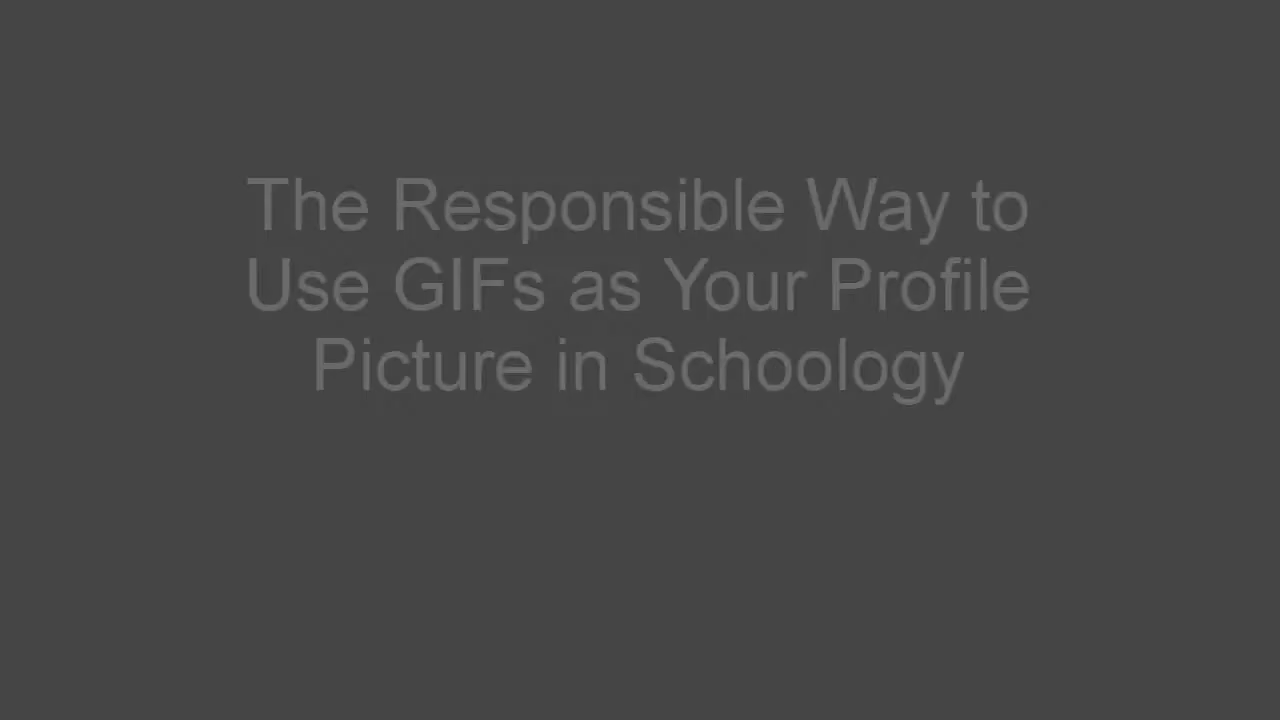 The Responsible Way to
Use GIFs as Your Profile
Picture in Schoology